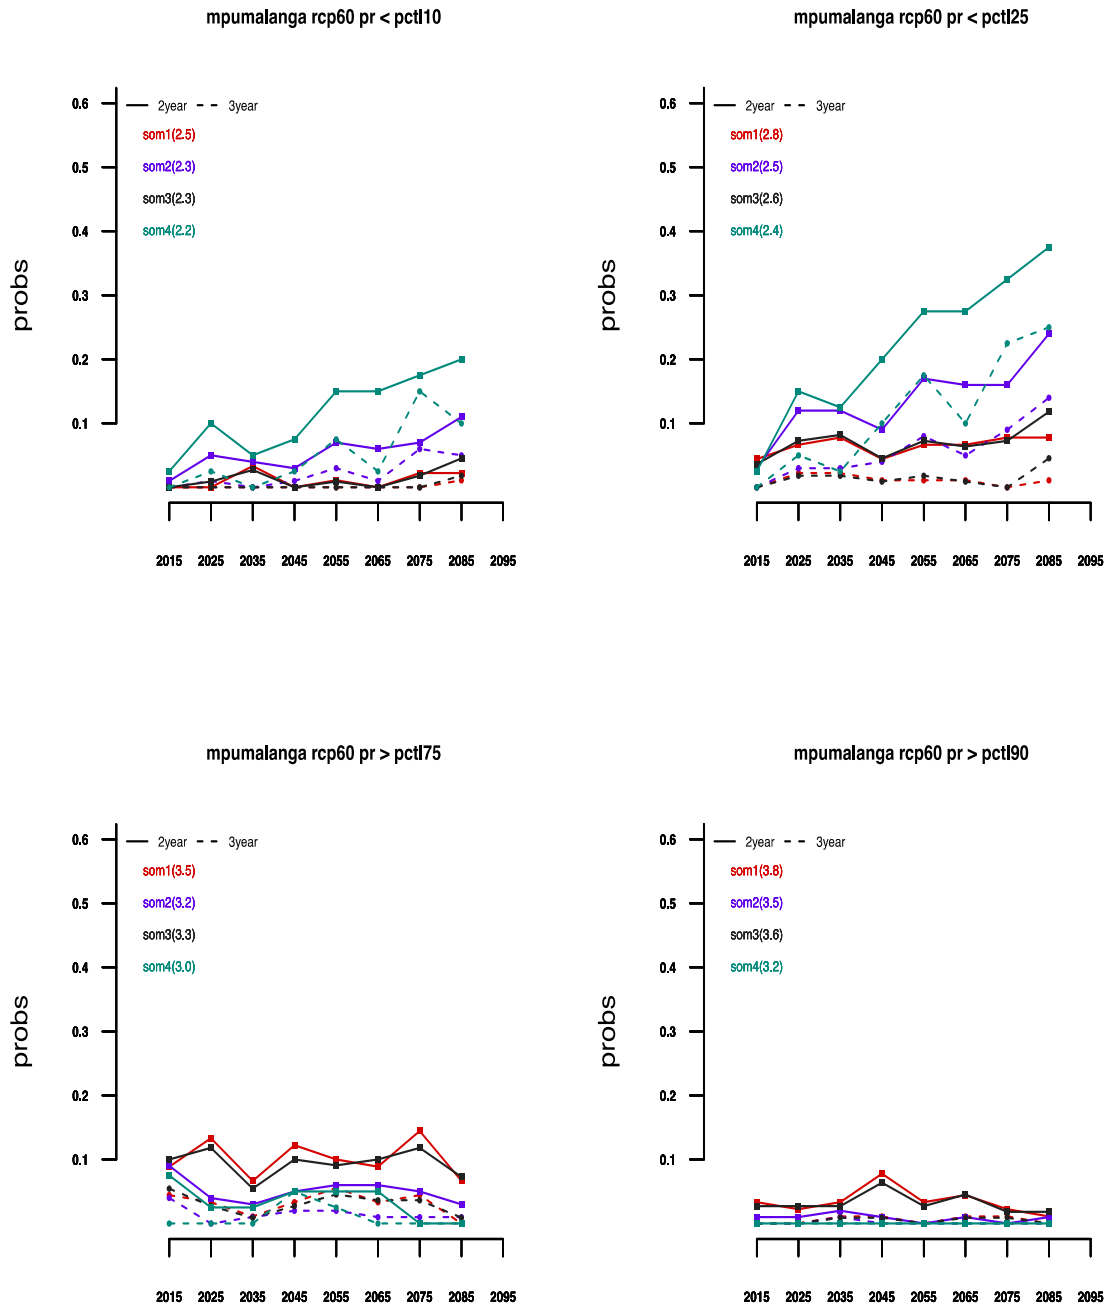 mpumalanga rcp60 pr < pctl10
0.6
0.5
0.4
0.3
0.2
0.1
probs
2year
3year
som1(2.5)
som2(2.3)
som3(2.3)
som4(2.2)
2015 2025 2035 2045 2055 2065 2075 2085 2095
mpumalanga rcp60 pr < pctl25
0.6
0.5
0.4
0.3
0.2
0.1
probs
2year
3year
som1(2.8)
som2(2.5)
som3(2.6)
som4(2.4)
2015 2025 2035 2045 2055 2065 2075 2085 2095
mpumalanga rcp60 pr > pctl75
0.6
0.5
0.4
0.3
0.2
0.1
probs
2year
3year
som1(3.5)
som2(3.2)
som3(3.3)
som4(3.0)
2015 2025 2035 2045 2055 2065 2075 2085 2095
mpumalanga rcp60 pr > pctl90
0.6
0.5
0.4
0.3
0.2
0.1
probs
2year
3year
som1(3.8)
som2(3.5)
som3(3.6)
som4(3.2)
2015 2025 2035 2045 2055 2065 2075 2085 2095